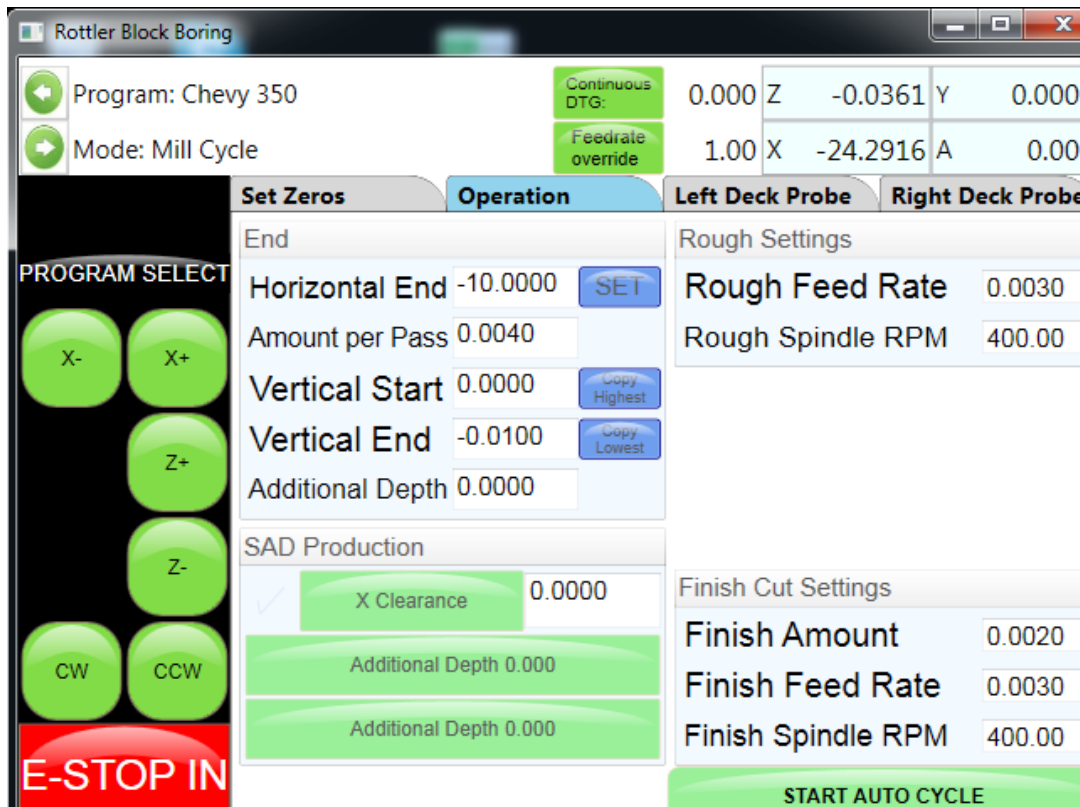 Rottler Block Boring
Program: Chevy 350
Continuous DTG: 0.000 Z -0.0361 Y 0.000
Mode: Mill Cycle
Feedrate override 1.00 X -24.2916 A 0.00
Set Zeros Operation Left Deck Probe Right Deck Probe
PROGRAM SELECT
X- X+
Z+
Z-
CW CCW
E-STOP IN
End
Horizontal End -10.0000 SET
Amount per Pass 0.0040
Vertical Start 0.0000 Copy Highest
Vertical End -0.0100 Copy Lowest
Additional Depth 0.0000
SAD Production
X Clearance 0.0000
Additional Depth 0.000
Additional Depth 0.000
Rough Settings
Rough Feed Rate 0.0030
Rough Spindle RPM 400.00
Finish Cut Settings
Finish Amount 0.0020
Finish Feed Rate 0.0030
Finish Spindle RPM 400.00
START AUTO CYCLE